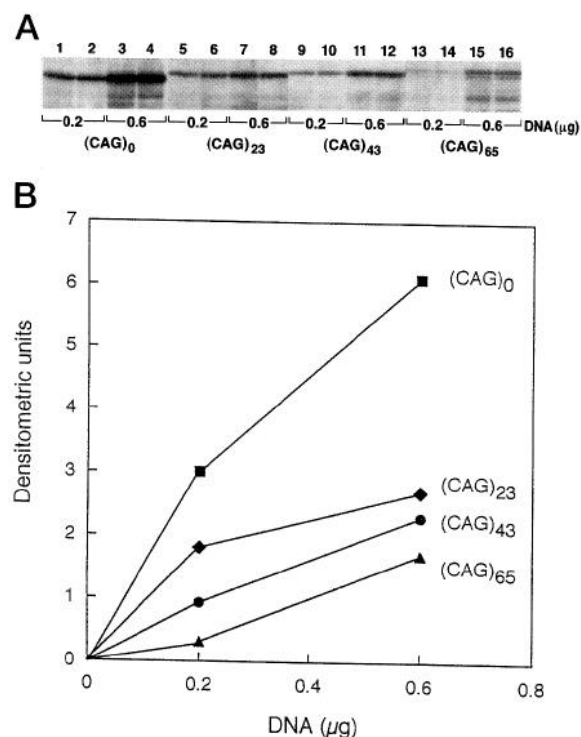 A
1 2 3 4 5 6 7 8 9 10 11 12 13 14 15 16
0.2 0.6 0.2 0.6 0.2 0.6 0.2 0.6 DNA (µg)
(CAG)0 (CAG)23 (CAG)43 (CAG)65
B
7
6
5
4
3
2
1
0
Densitometric units
(CAG)0
(CAG)23
(CAG)43
(CAG)65
0 0.2 0.4 0.6 0.8
DNA (µg)